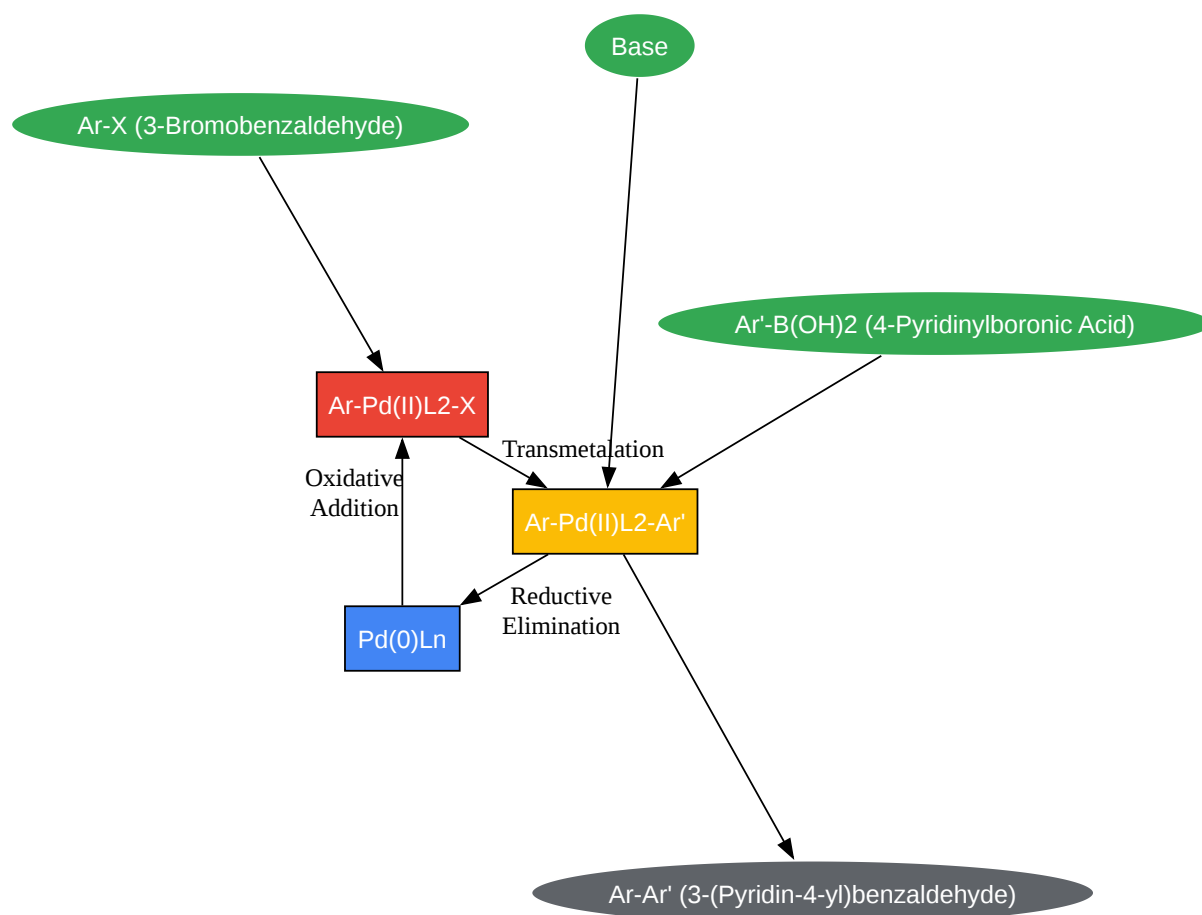 Base
Ar-X (3-Bromobenzaldehyde)
Ar'-B(OH)2 (4-Pyridinylboronic Acid)
Ar-Pd(II)L2-X
Transmetalation
Oxidative
Addition
Ar-Pd(II)L2-Ar'
Reductive
Elimination
Pd(0)Ln
Ar-Ar' (3-(Pyridin-4-yl)benzaldehyde)